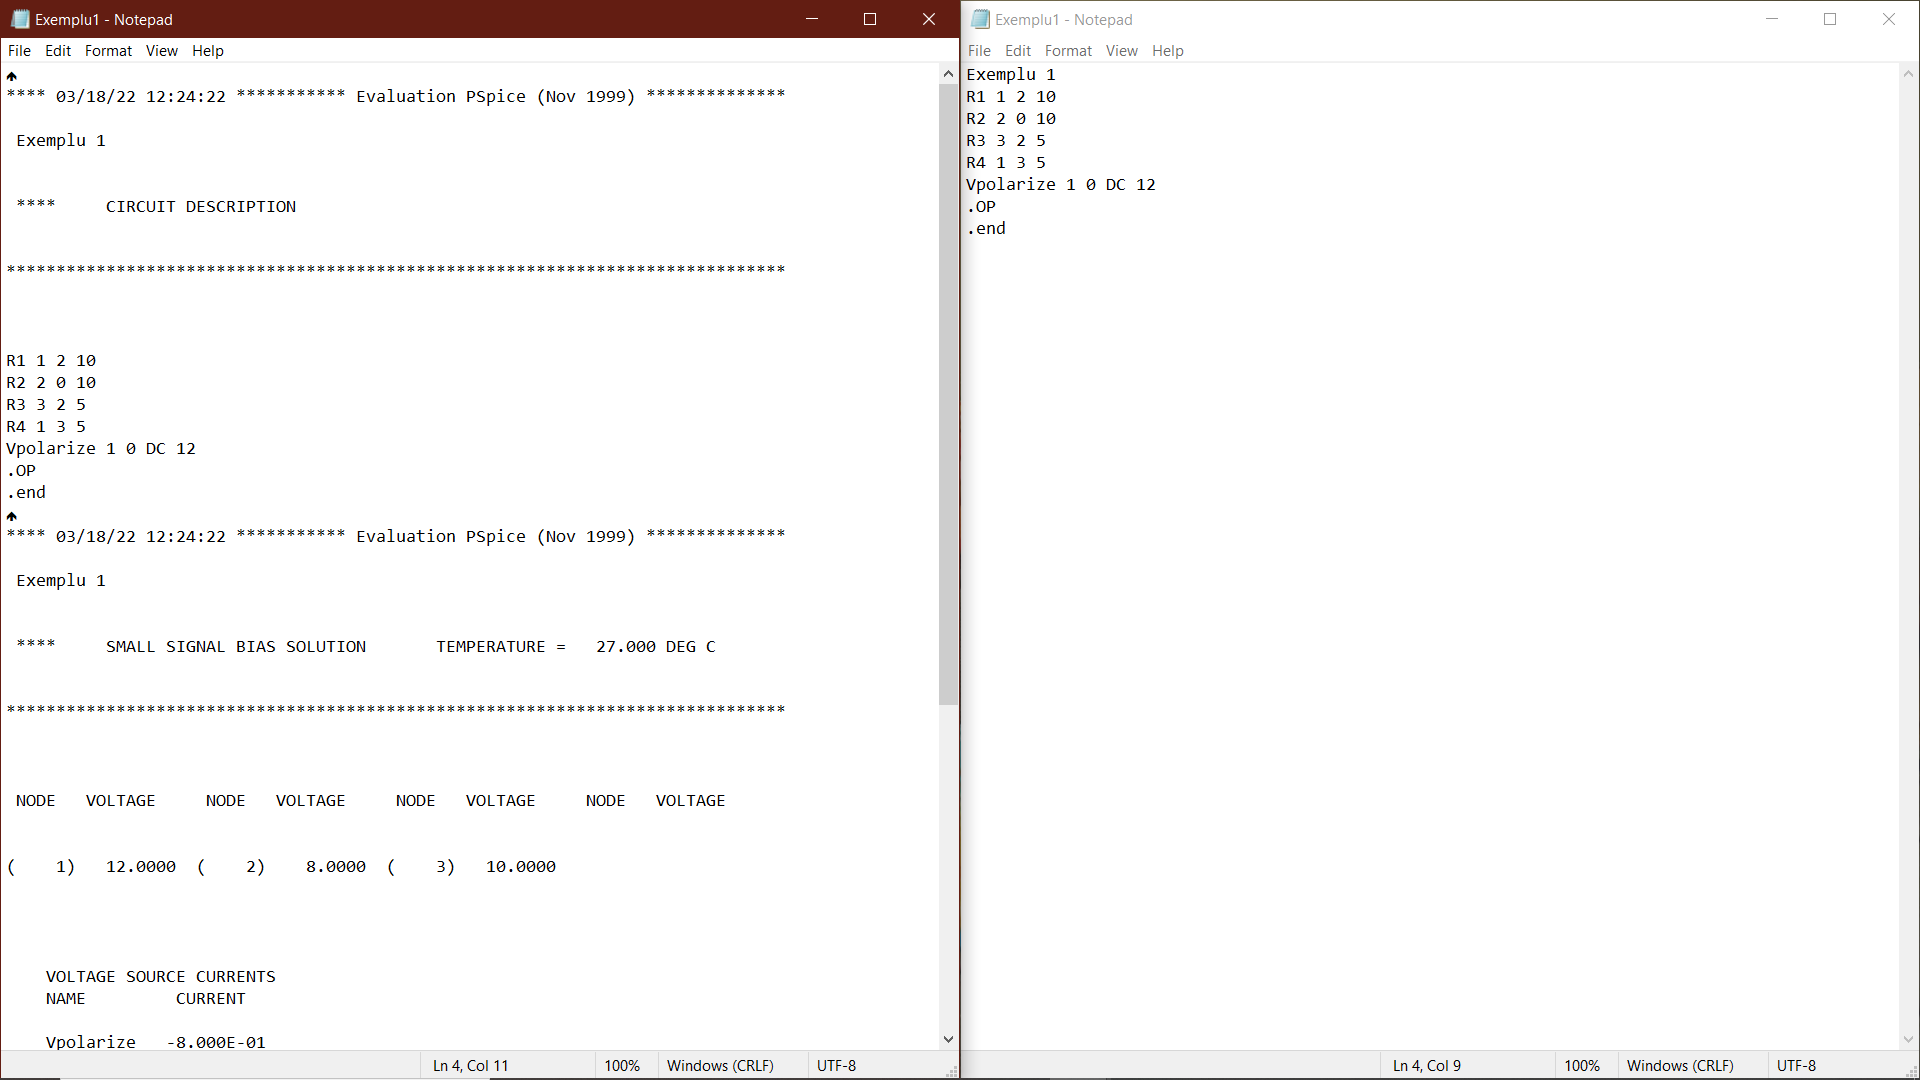 Exemplu1 - Notepad
File Edit Format View Help
**** 03/18/22 12:24:22 *********** Evaluation PSpice (Nov 1999) **************
Exemplu 1
**** CIRCUIT DESCRIPTION
******************************************************************************
R1 1 2 10
R2 2 0 10
R3 3 2 5
R4 1 3 5
Vpolarize 1 0 DC 12
.OP
.end
**** 03/18/22 12:24:22 *********** Evaluation PSpice (Nov 1999) **************
Exemplu 1
**** SMALL SIGNAL BIAS SOLUTION TEMPERATURE = 27.000 DEG C
******************************************************************************
NODE VOLTAGE NODE VOLTAGE NODE VOLTAGE NODE VOLTAGE
( 1) 12.0000 ( 2) 8.0000 ( 3) 10.0000
VOLTAGE SOURCE CURRENTS
NAME CURRENT
Vpolarize -8.000E-01
Ln 4, Col 11 100% Windows (CRLF) UTF-8
Exemplu1 - Notepad
File Edit Format View Help
Exemplu 1
R1 1 2 10
R2 2 0 10
R3 3 2 5
R4 1 3 5
Vpolarize 1 0 DC 12
.OP
.end
Ln 4, Col 9 100% Windows (CRLF) UTF-8